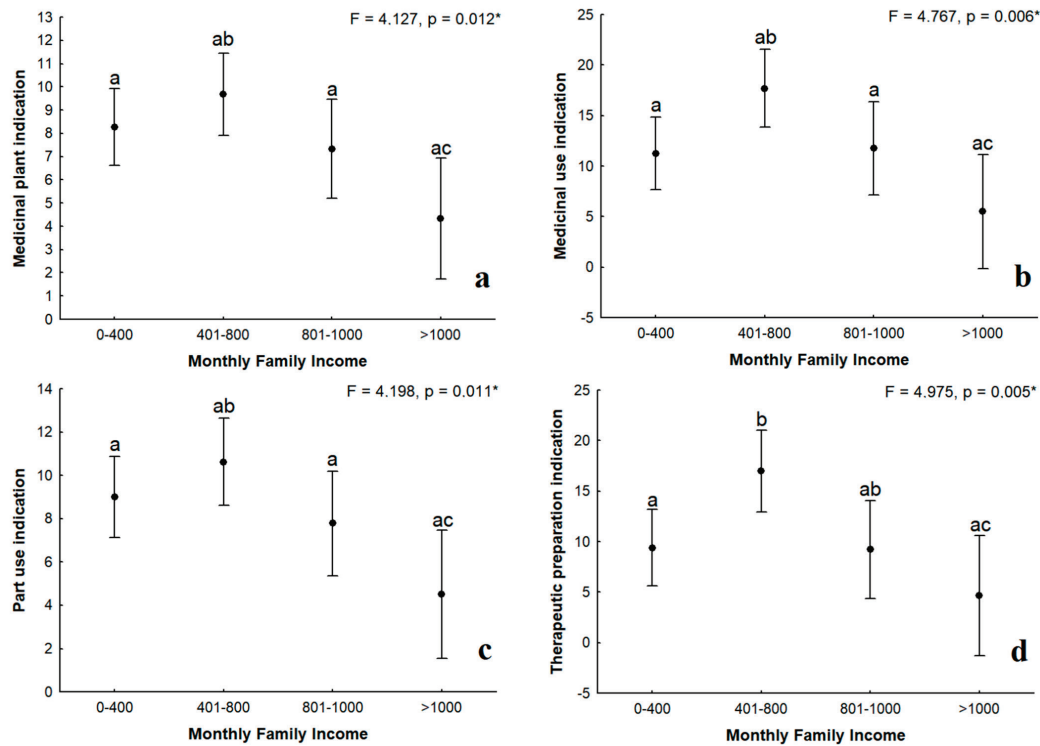 F = 4.127, p = 0.012*
Medicinal plant indication
13
12
11
10
9
8
7
6
5
4
3
2
1
0
a
ab
a
ac
a
0-400
401-800
801-1000
>1000
Monthly Family Income
F = 4.767, p = 0.006*
Medicinal use indication
25
20
15
10
5
0
-5
a
ab
a
ac
b
0-400
401-800
801-1000
>1000
Monthly Family Income
F = 4.198, p = 0.011*
Part use indication
14
12
10
8
6
4
2
0
a
ab
a
ac
c
0-400
401-800
801-1000
>1000
Monthly Family Income
F = 4.975, p = 0.005*
Therapeutic preparation indication
25
20
15
10
5
0
-5
a
b
ab
ac
d
0-400
401-800
801-1000
>1000
Monthly Family Income